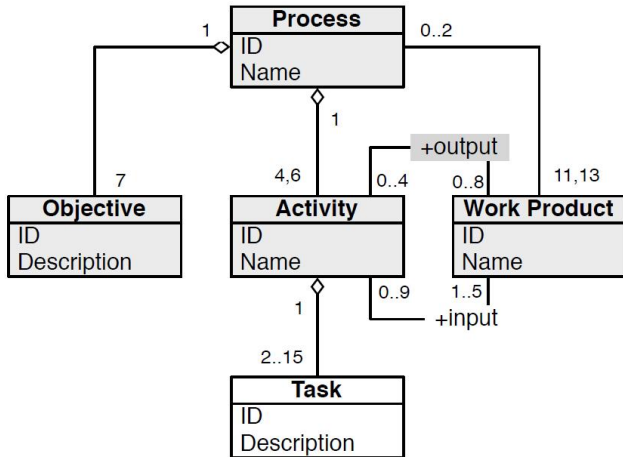 Process
ID
Name
1
0..2
1
7
Objective
ID
Description
4,6
Activity
ID
Name
+output
0..4
0..8
11,13
Work Product
ID
Name
0..9
1..5
+input
1
2..15
Task
ID
Description